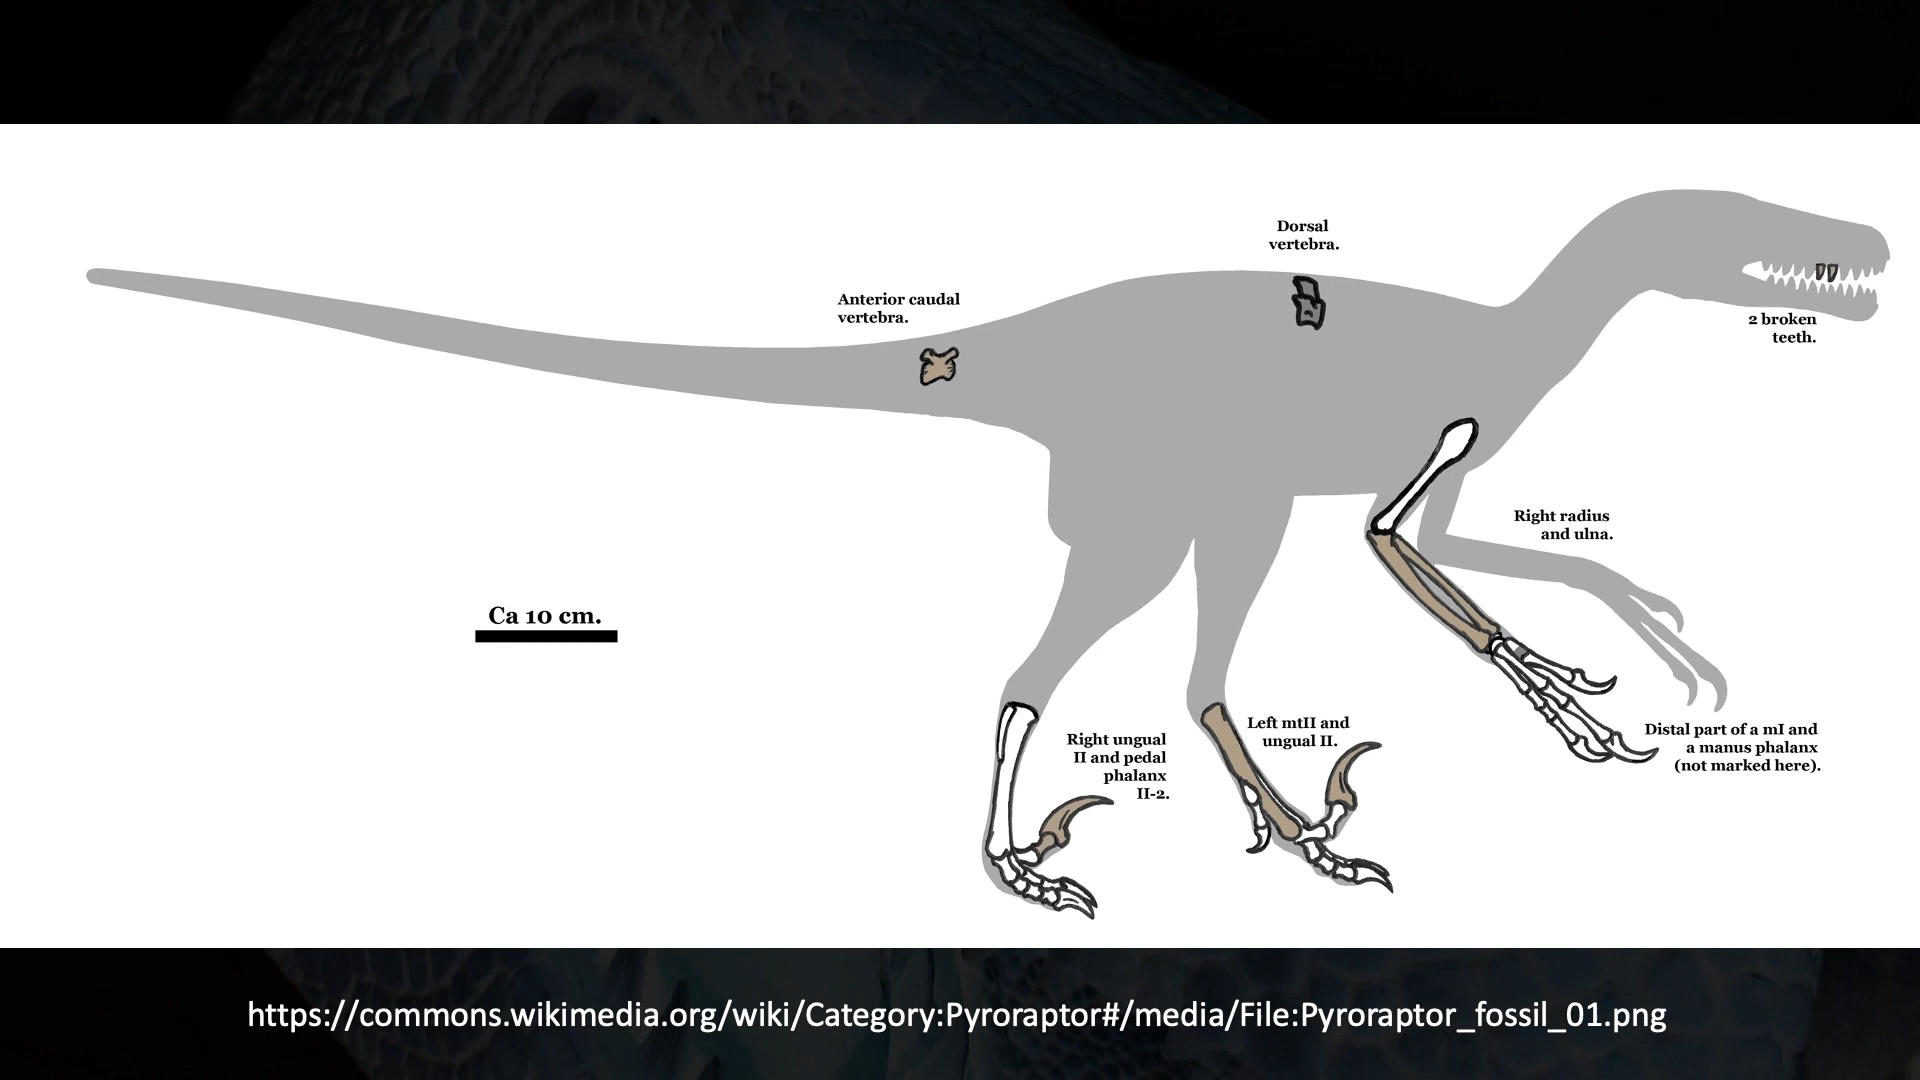 Dorsal
vertebra.
Anterior caudal
vertebra.
2 broken
teeth.
Right radius
and ulna.
Ca 10 cm.
Left mtII and
ungual II.
Right ungual
II and pedal
phalanx
II-2.
Distal part of a mI and
a manus phalanx
(not marked here).
https://commons.wikimedia.org/wiki/Category:Pyroraptor#/media/File:Pyroraptor_fossil_01.png